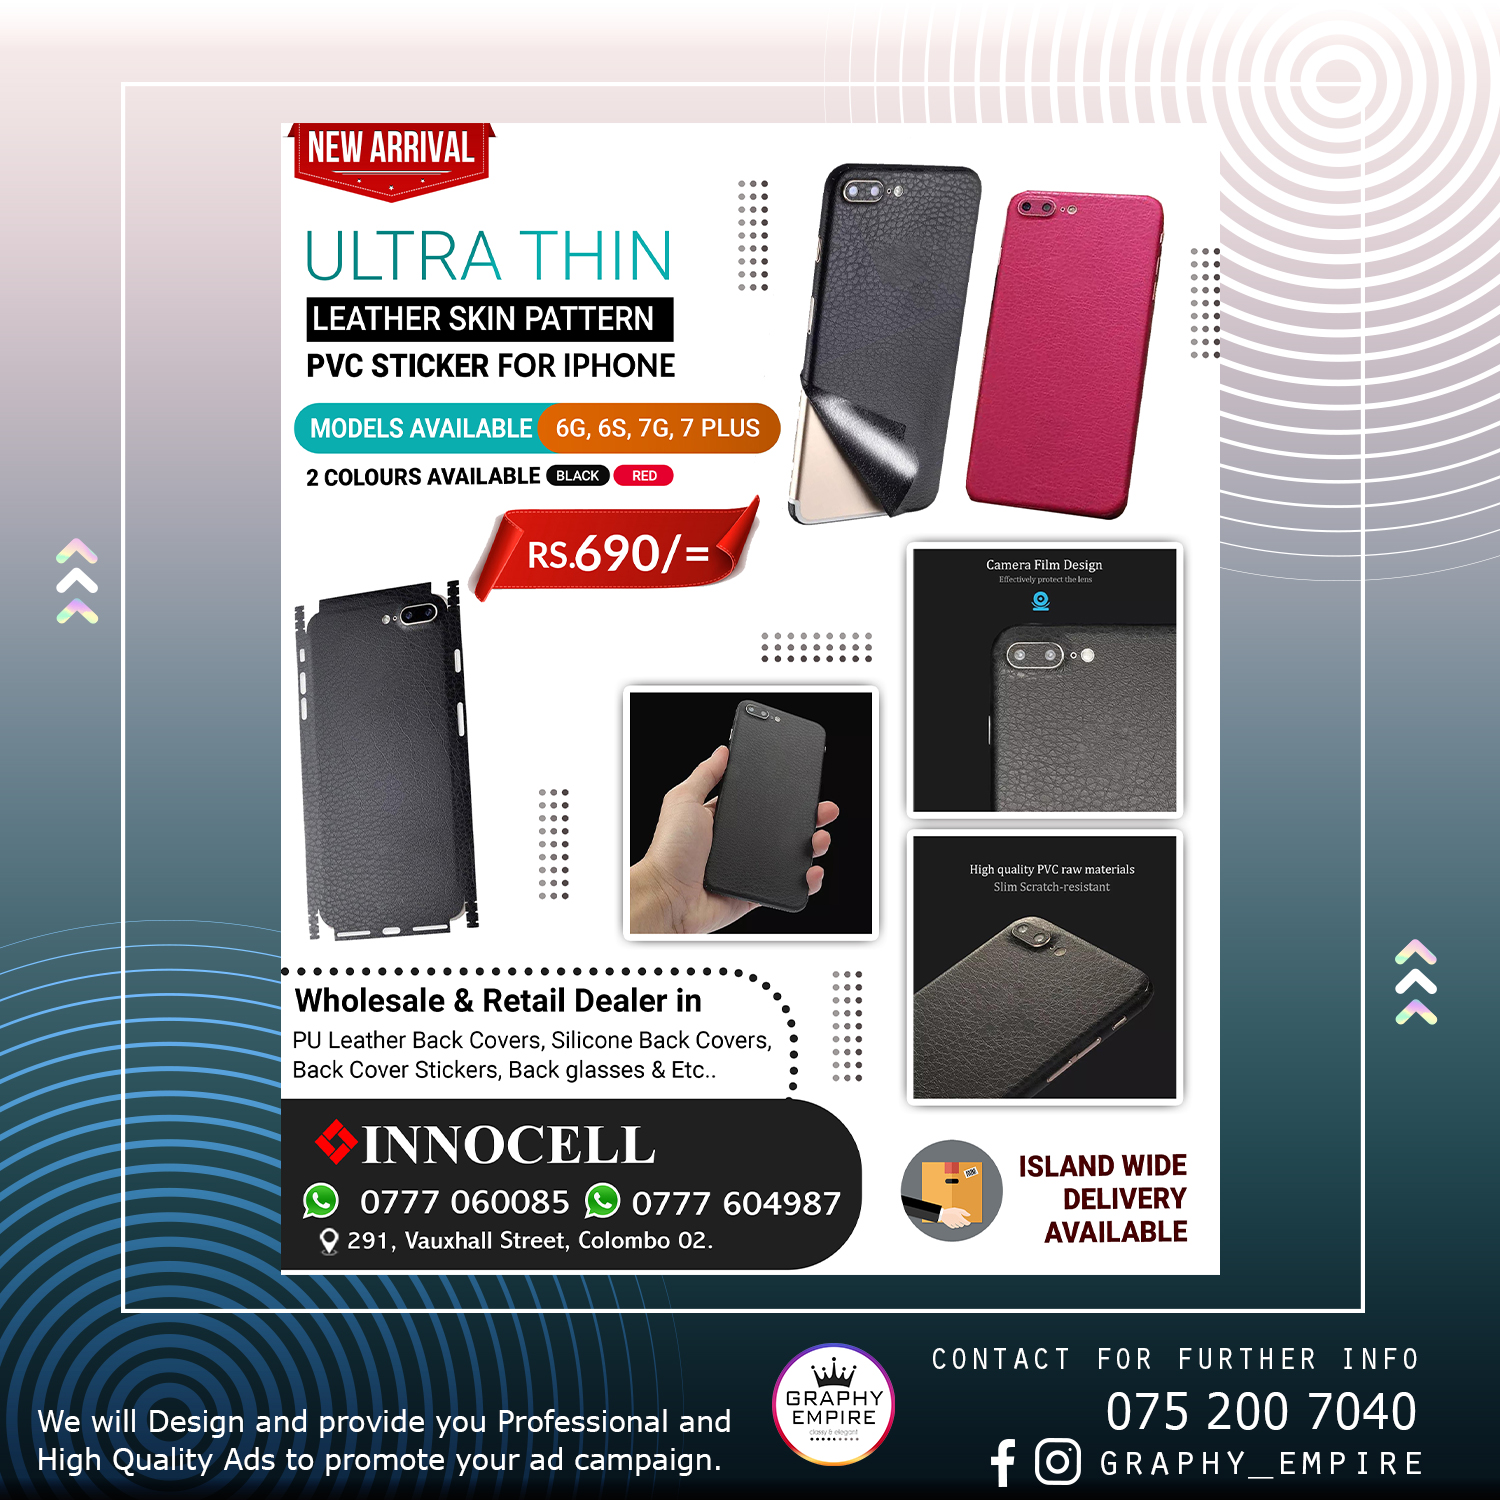 NEW ARRIVAL
ULTRA THIN
LEATHER SKIN PATTERN
PVC STICKER FOR IPHONE
MODELS AVAILABLE 6G, 6S, 7G, 7 PLUS
2 COLOURS AVAILABLE BLACK RED
RS.690/=
Camera Film Design
Effectively protect the lens
High quality PVC raw materials
Slim Scratch-resistant
Wholesale & Retail Dealer in
PU Leather Back Covers, Silicone Back Covers,
Back Cover Stickers, Back glasses & Etc..
INNOCELL
0777 060085 0777 604987
291, Vauxhall Street, Colombo 02.
ISLAND WIDE
DELIVERY
AVAILABLE
We will Design and provide you Professional and
High Quality Ads to promote your ad campaign.
GRAPHY
EMPIRE
classy & elegant
CONTACT FOR FURTHER INFO
075 200 7040
GRAPHY_EMPIRE